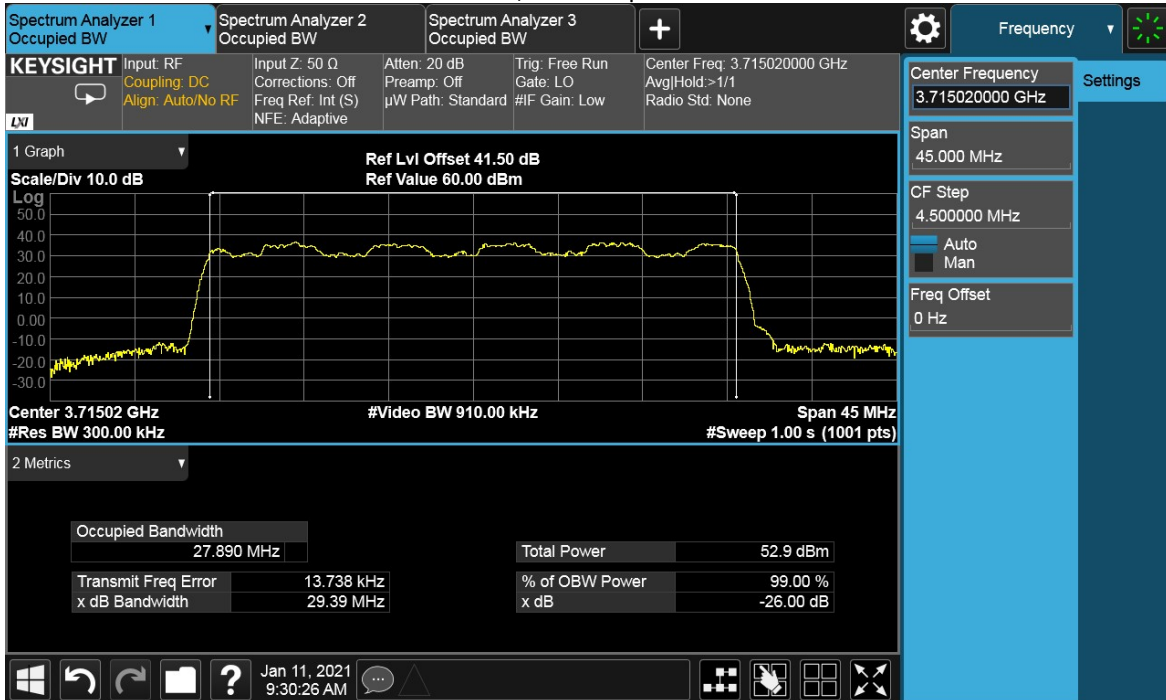 Spectrum Analyzer 1
Occupied BW
Spectrum Analyzer 2
Occupied BW
Spectrum Analyzer 3
Occupied BW
+
Frequency
KEYSIGHT
LXI
Input: RF
Coupling: DC
Align: Auto/No RF
Input Z: 50 Ω
Corrections: Off
Freq Ref: Int (S)
NFE: Adaptive
Atten: 20 dB
Preamp: Off
µW Path: Standard
Trig: Free Run
Gate: LO
#IF Gain: Low
Center Freq: 3.715020000 GHz
Avg|Hold:>1/1
Radio Std: None
Center Frequency
3.715020000 GHz
Settings
Span
45.000 MHz
CF Step
4.500000 MHz
Auto
Man
Freq Offset
0 Hz
1 Graph
Scale/Div 10.0 dB
Ref Lvl Offset 41.50 dB
Ref Value 60.00 dBm
Log
50.0
40.0
30.0
20.0
10.0
0.00
-10.0
-20.0
-30.0
Center 3.71502 GHz
#Res BW 300.00 kHz
#Video BW 910.00 kHz
Span 45 MHz
#Sweep 1.00 s (1001 pts)
2 Metrics
Occupied Bandwidth
27.890 MHz
Total Power 52.9 dBm
Transmit Freq Error 13.738 kHz
% of OBW Power 99.00 %
x dB Bandwidth 29.39 MHz
x dB -26.00 dB
?
Jan 11, 2021
9:30:26 AM